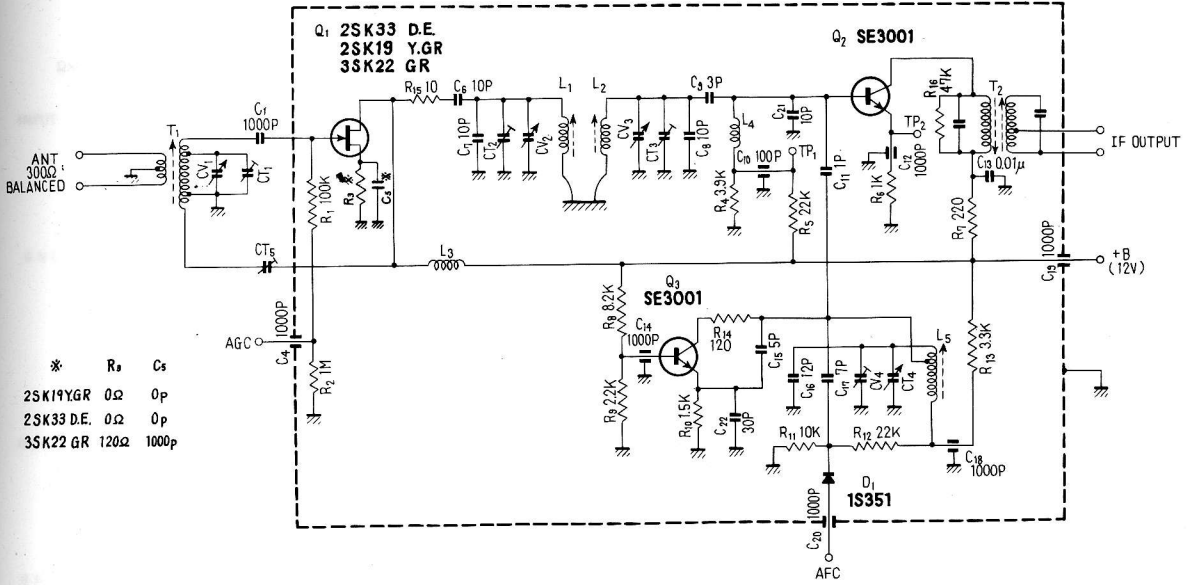 Q1 2SK33 D.E.
2SK19 Y.GR
3SK22 GR
Q2 SE3001
R15 10
C6 10P
L1
L2
C9 3P
R16 47K
T2
C1
1000P
T1
ANT
300Ω
BALANCED
CV1
CT1
C7 10P
CT2
CV2
CV3
CT3
C8 10P
L4
C21
10P
TP2
C10 100P
TP1
C12
1000P
C13 0.01μ
IF OUTPUT
R1 100K
※
R3
※
C5
R4 3.9K
R5 22K
C11 1P
R6 1K
R7 220
CT5
L3
C19 1000P
+B
(12V)
Q3
SE3001
R8 8.2K
C14
1000P
R14
120
C15 5P
L5
R13 3.3K
AGC
C4 1000P
R2 1M
R9 2.2K
R10 1.5K
C22
30P
C16 12P
C17 7P
CV4
CT4
R11 10K
R12 22K
C18
1000P
D1
1S351
C20 1000P
AFC
※ R3 C5
2SK19Y.GR 0Ω 0P
2SK33 D.E. 0Ω 0P
3SK22 GR 120Ω 1000p